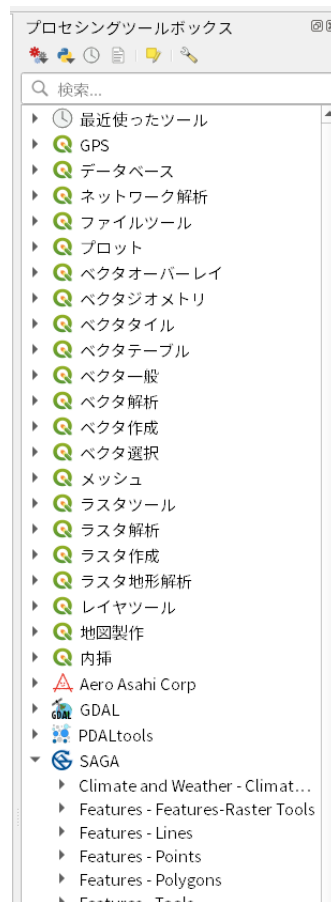 プロセシングツールボックス
検索...
最近使ったツール
GPS
データベース
ネットワーク解析
ファイルツール
プロット
ベクタオーバーレイ
ベクタジオメトリ
ベクタタイル
ベクタテーブル
ベクタ一般
ベクタ解析
ベクタ作成
ベクタ選択
メッシュ
ラスタツール
ラスタ解析
ラスタ作成
ラスタ地形解析
レイヤツール
地図製作
内挿
Aero Asahi Corp
GDAL
PDALtools
SAGA
Climate and Weather - Climat...
Features - Features-Raster Tools
Features - Lines
Features - Points
Features - Polygons
Features - Tools